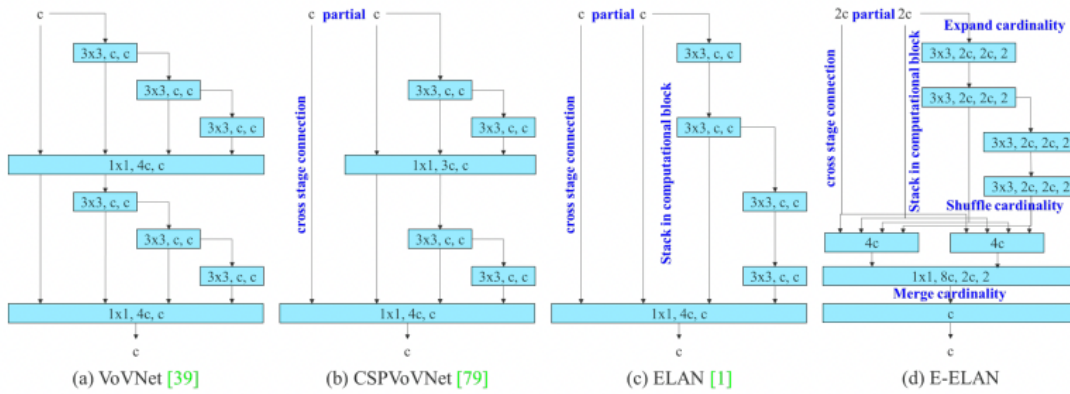 c
3x3, c, c
3x3, c, c
3x3, c, c
1x1, 4c, c
3x3, c, c
3x3, c, c
3x3, c, c
1x1, 4c, c
c
(a) VoVNet [39]
c partial c
cross stage connection
3x3, c, c
3x3, c, c
1x1, 3c, c
3x3, c, c
3x3, c, c
1x1, 4c, c
c
(b) CSPVoVNet [79]
c partial c
cross stage connection
Stack in computational block
3x3, c, c
3x3, c, c
3x3, c, c
3x3, c, c
1x1, 4c, c
c
(c) ELAN [1]
2c partial 2c
Expand cardinality
cross stage connection
Stack in computational block
3x3, 2c, 2c, 2
3x3, 2c, 2c, 2
3x3, 2c, 2c, 2
3x3, 2c, 2c, 2
Shuffle cardinality
4c 4c
1x1, 8c, 2c, 2
Merge cardinality
c
c
(d) E-ELAN